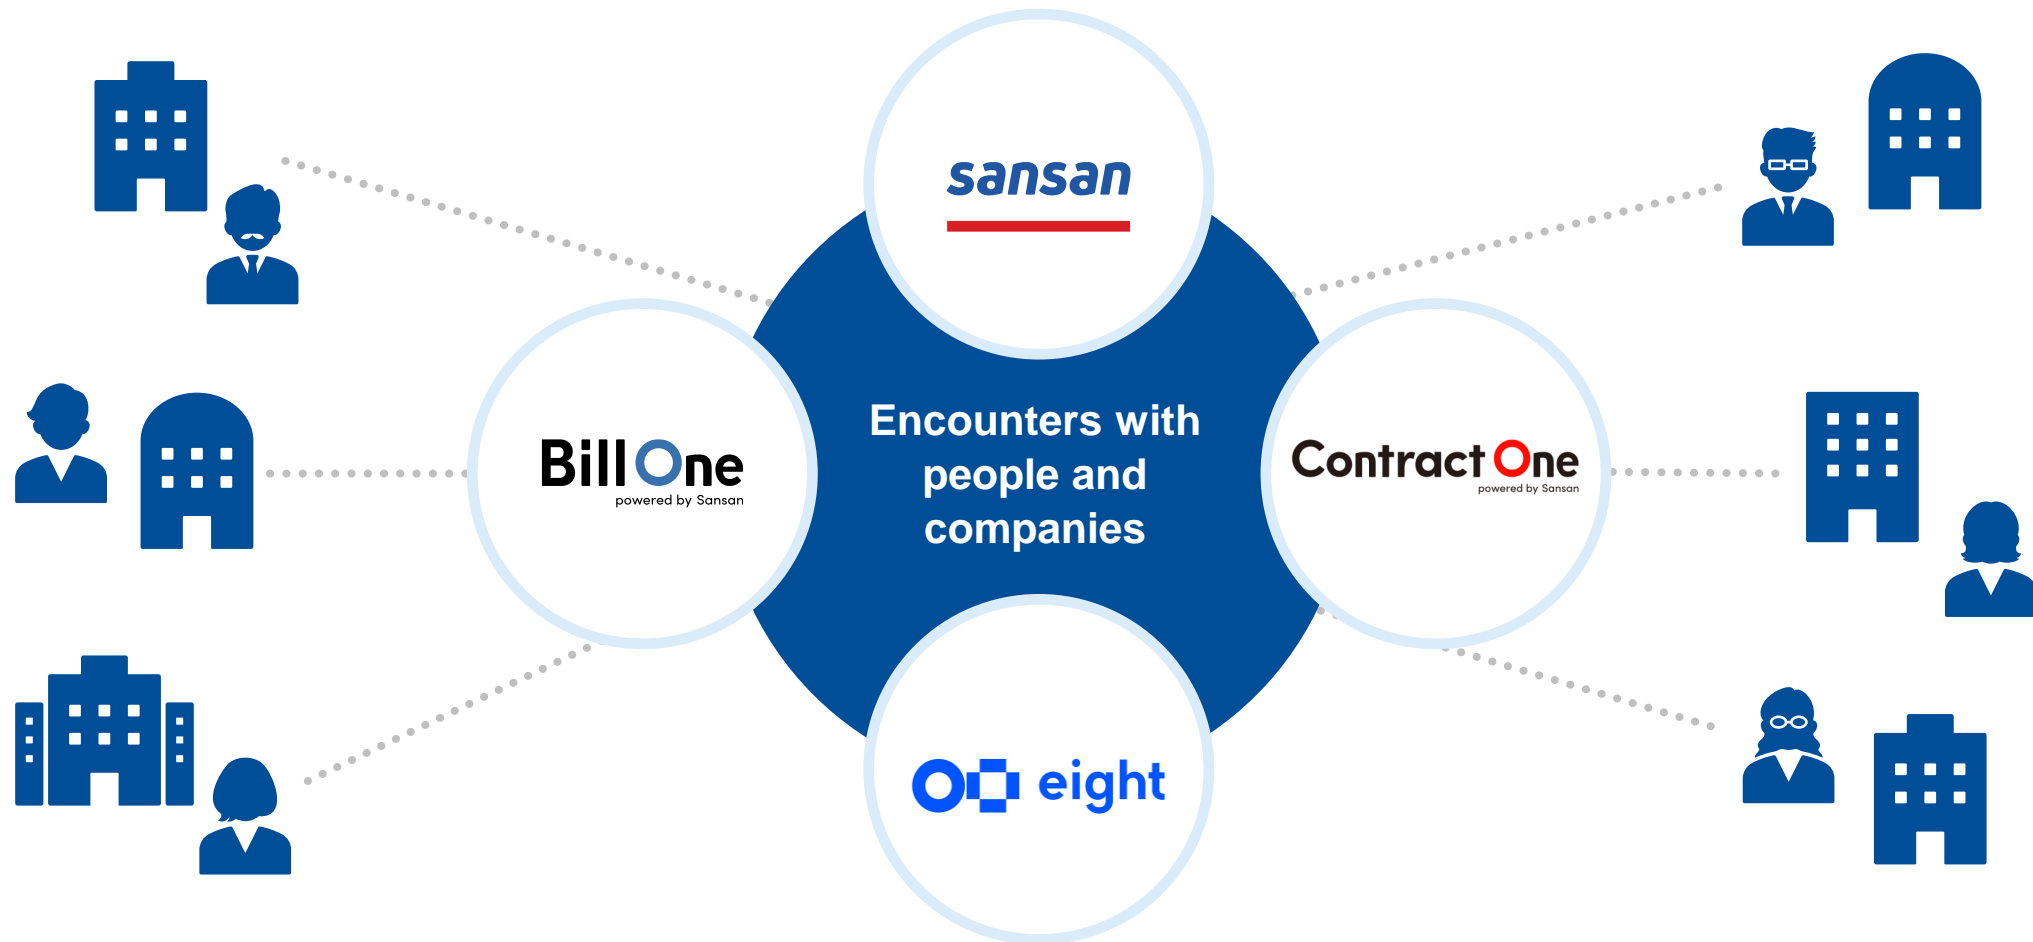 sansan
Bill One
powered by Sansan
Encounters with
people and
companies
Contract One
powered by Sansan
eight